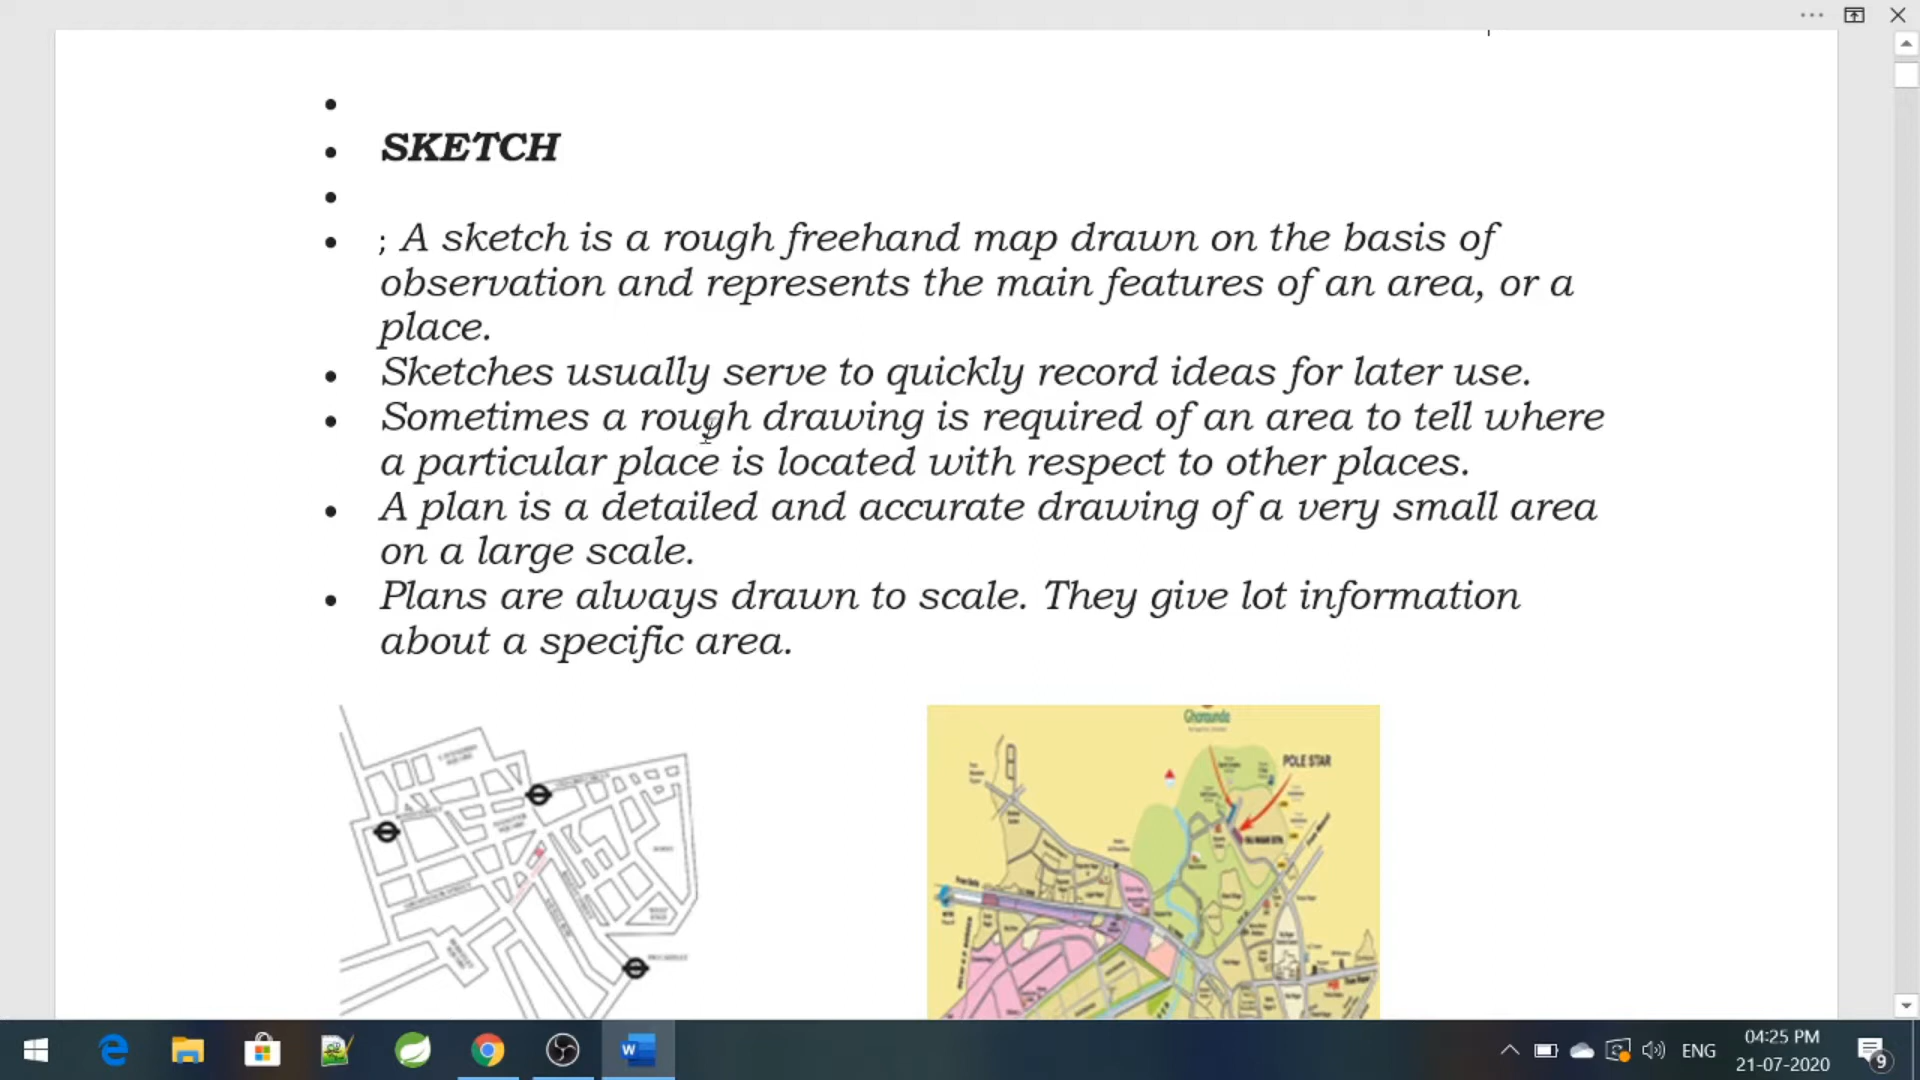 SKETCH
; A sketch is a rough freehand map drawn on the basis of
observation and represents the main features of an area, or a
place.
Sketches usually serve to quickly record ideas for later use.
Sometimes a rough drawing is required of an area to tell where
a particular place is located with respect to other places.
A plan is a detailed and accurate drawing of a very small area
on a large scale.
Plans are always drawn to scale. They give lot information
about a specific area.
Gharaunda
POLE STAR
ENG
04:25 PM
21-07-2020
9